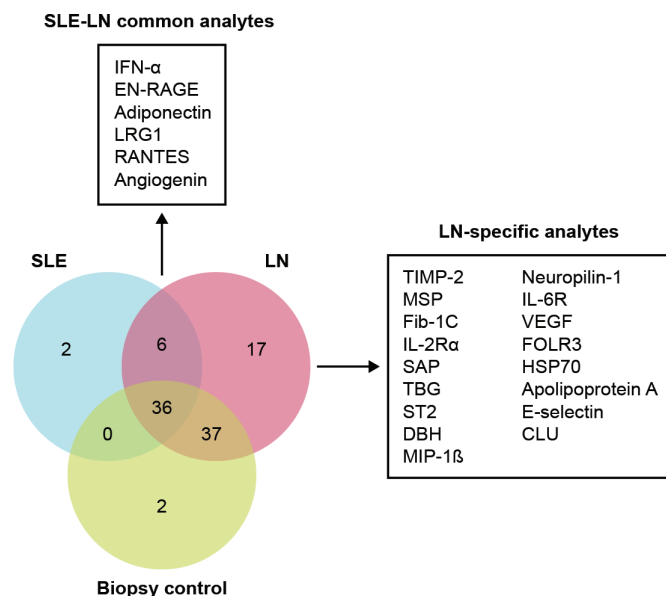 SLE-LN common analytes
IFN-α
EN-RAGE
Adiponectin
LRG1
RANTES
Angiogenin
SLE
LN
2
6
17
36
0
37
2
Biopsy control
LN-specific analytes
TIMP-2 Neuropilin-1
MSP IL-6R
Fib-1C VEGF
IL-2Rα FOLR3
SAP HSP70
TBG Apolipoprotein A
ST2 E-selectin
DBH CLU
MIP-1ß